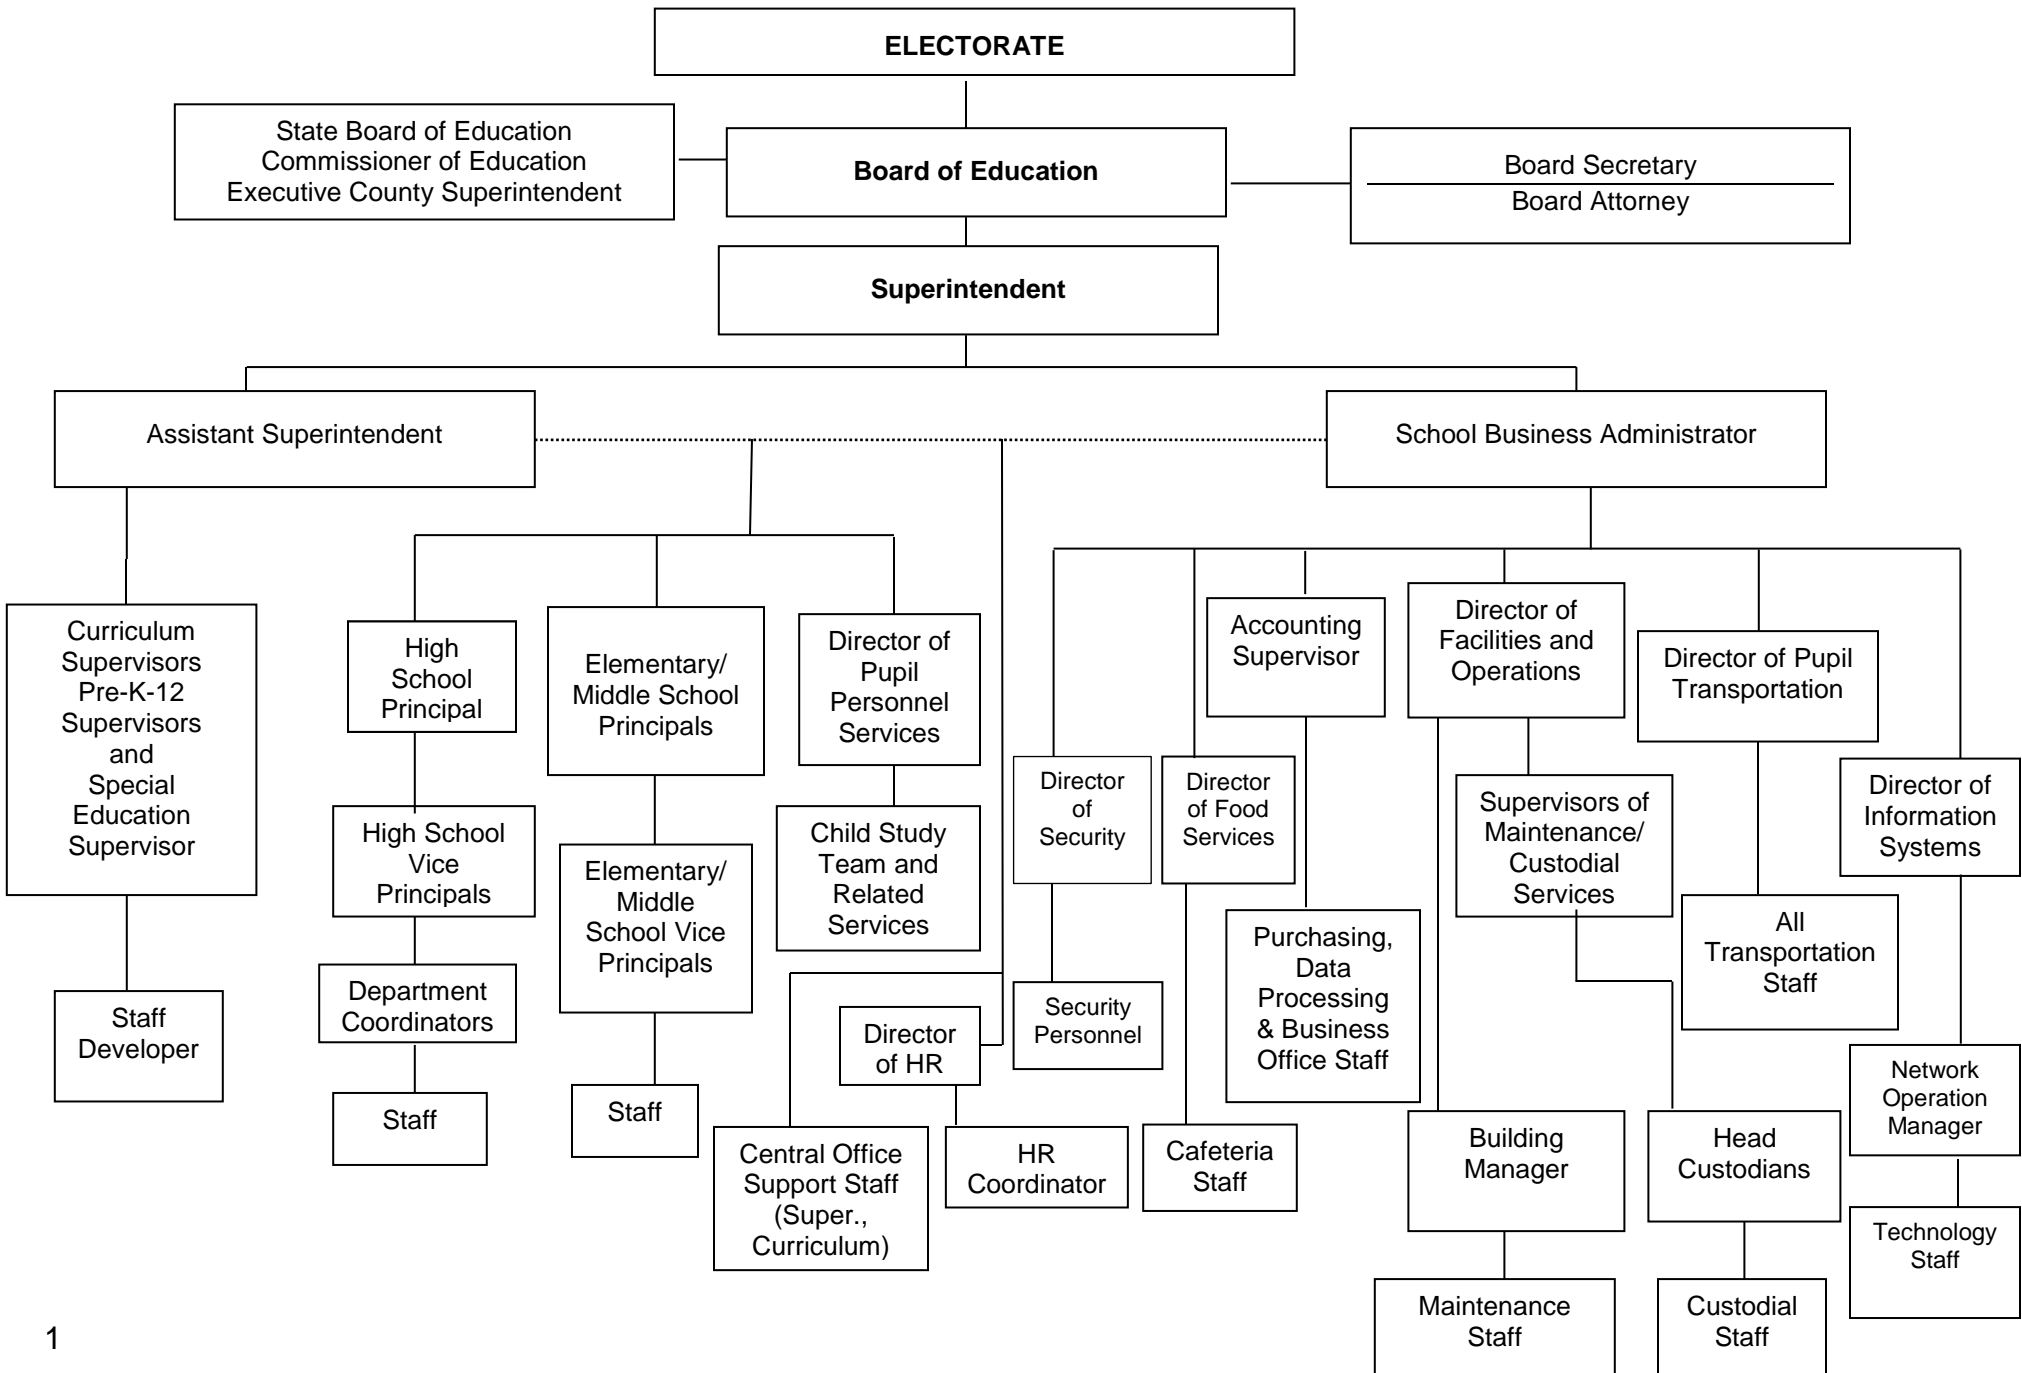 ELECTORATE
State Board of Education
Commissioner of Education
Executive County Superintendent
Board of Education
Board Secretary
Board Attorney
Superintendent
Assistant Superintendent
School Business Administrator
Curriculum
Supervisors
Pre-K-12
Supervisors
and
Special
Education
Supervisor
High
School
Principal
Elementary/
Middle School
Principals
Director of
Pupil
Personnel
Services
Accounting
Supervisor
Director of
Facilities and
Operations
Director of Pupil
Transportation
Director
of
Security
Director
of Food
Services
Supervisors of
Maintenance/
Custodial
Services
Director of
Information
Systems
High School
Vice
Principals
Elementary/
Middle
School Vice
Principals
Child Study
Team and
Related
Services
Purchasing,
Data
Processing
& Business
Office Staff
All
Transportation
Staff
Staff
Developer
Department
Coordinators
Director
of HR
Security
Personnel
Network
Operation
Manager
Staff
Staff
Central Office
Support Staff
(Super.,
Curriculum)
HR
Coordinator
Cafeteria
Staff
Building
Manager
Head
Custodians
Technology
Staff
Maintenance
Staff
Custodial
Staff
1